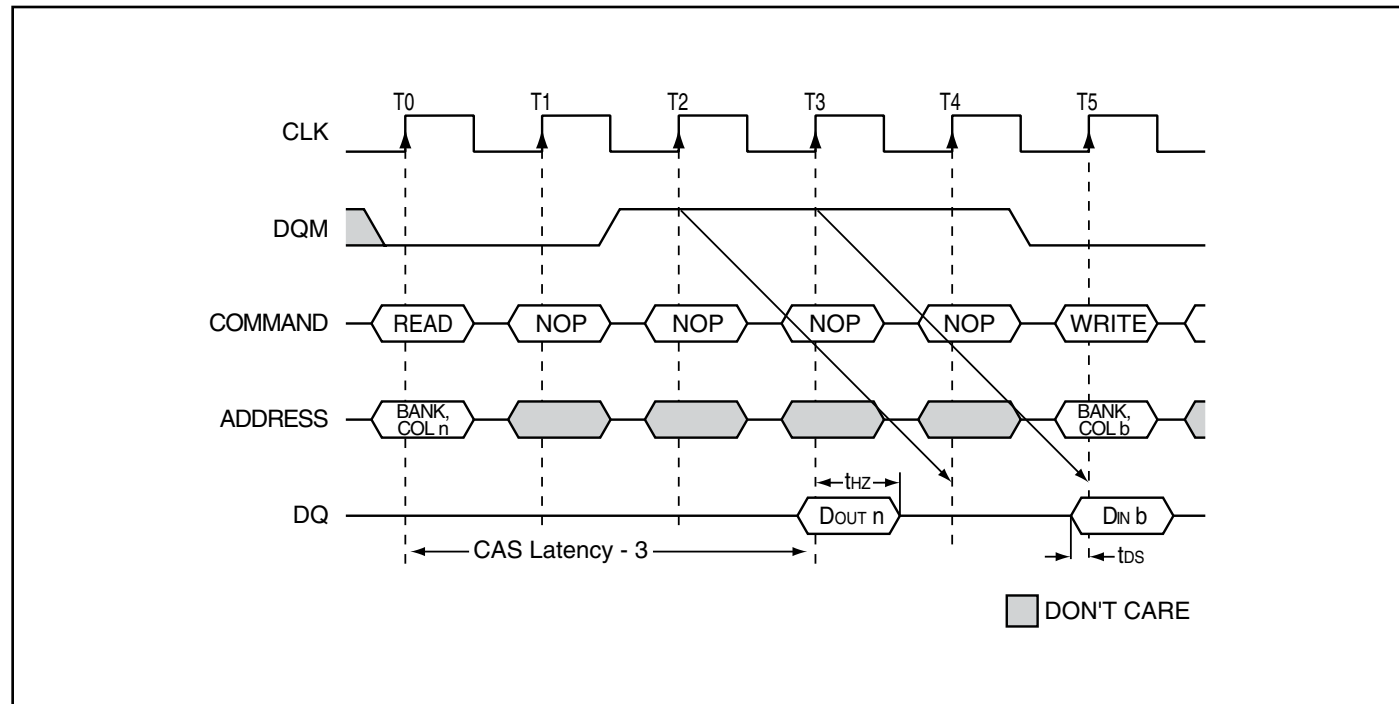 T0 T1 T2 T3 T4 T5
CLK
DQM
COMMAND READ NOP NOP NOP NOP WRITE
ADDRESS BANK, COL n BANK, COL b
tHZ
DQ DOUT n DIN b
CAS Latency - 3 tDS
DON'T CARE